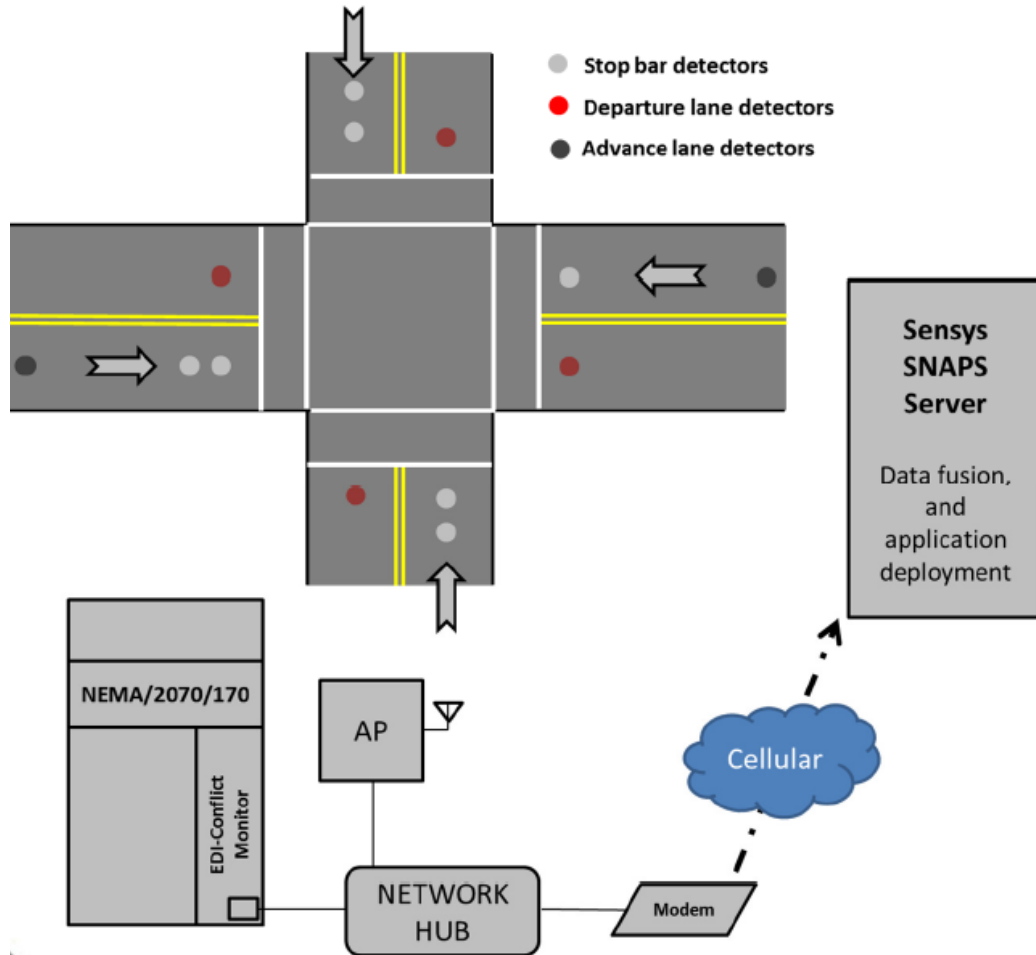 Stop bar detectors
Departure lane detectors
Advance lane detectors
Sensys
SNAPS
Server
Data fusion,
and
application
deployment
NEMA/2070/170
EDI-Conflict
Monitor
AP
Cellular
NETWORK
HUB
Modem